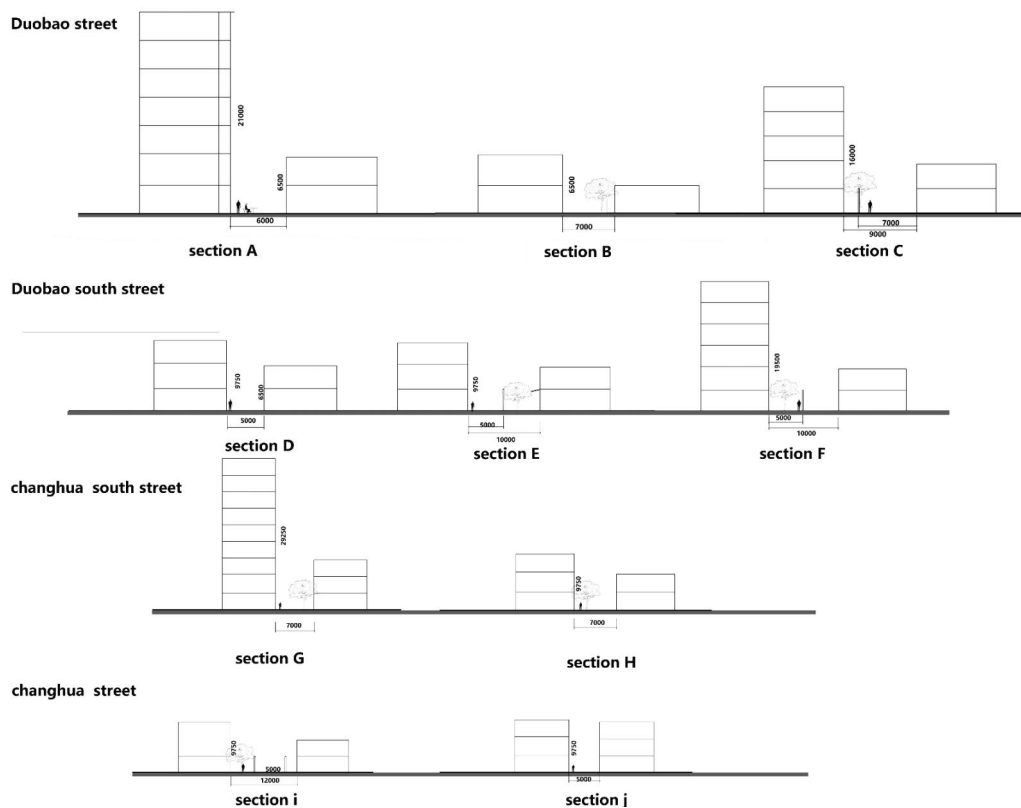 Duobao street
21000
6500
6000
section A
6500
7000
section B
16000
7000
9000
section C
Duobao south street
9750
6500
5000
section D
9750
5000
10000
section E
19500
5000
10000
section F
changhua south street
29250
7000
section G
9750
7000
section H
changhua street
9750
5000
12000
section i
9750
5000
section j